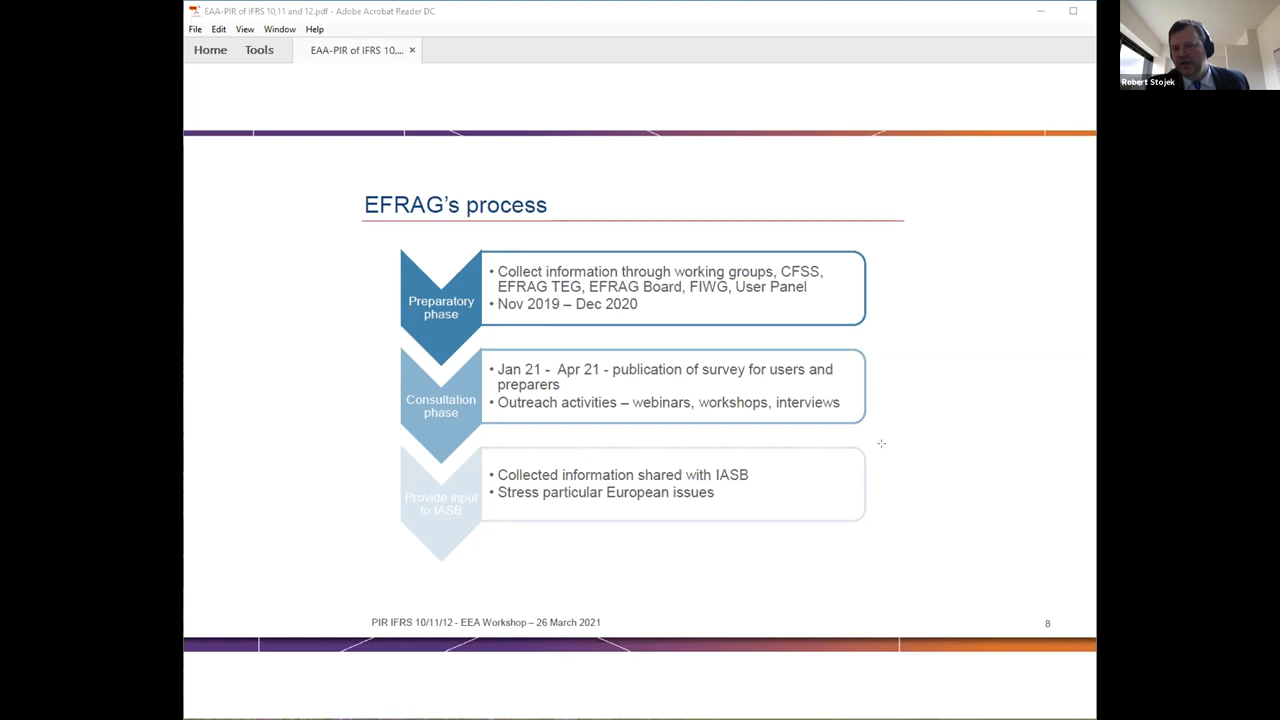 EAA-PIR of IFRS 10,11 and 12.pdf - Adobe Acrobat Reader DC
File Edit View Window Help
Home Tools EAA-PIR of IFRS 10,... ×
Robert Stojek
EFRAG's process
Preparatory
phase
• Collect information through working groups, CFSS,
EFRAG TEG, EFRAG Board, FIWG, User Panel
• Nov 2019 – Dec 2020
Consultation
phase
• Jan 21 - Apr 21 - publication of survey for users and
preparers
• Outreach activities – webinars, workshops, interviews
Provide input
to IASB
• Collected information shared with IASB
• Stress particular European issues
PIR IFRS 10/11/12 - EEA Workshop – 26 March 2021
8